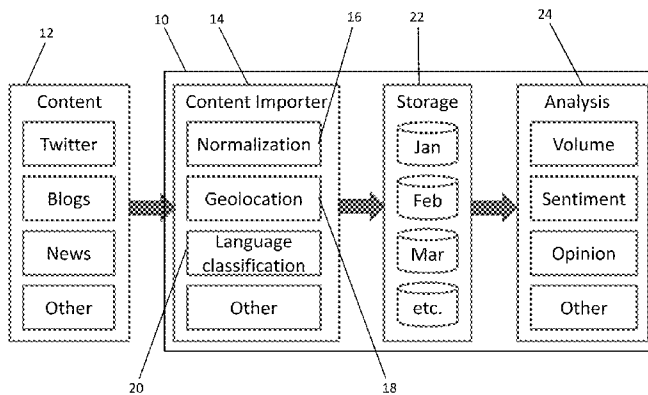 12
10
14
16
22
24
Content
Twitter
Blogs
News
Other
Content Importer
Normalization
Geolocation
Language
classification
Other
Storage
Jan
Feb
Mar
etc.
Analysis
Volume
Sentiment
Opinion
Other
20
18